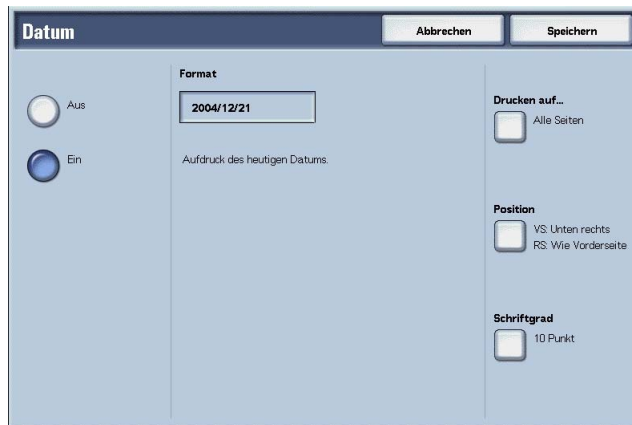 Datum
Abbrechen
Speichern
Aus
Ein
Format
2004/12/21
Aufdruck des heutigen Datums.
Drucken auf...
Alle Seiten
Position
VS: Unten rechts
RS: Wie Vorderseite
Schriftgrad
10 Punkt